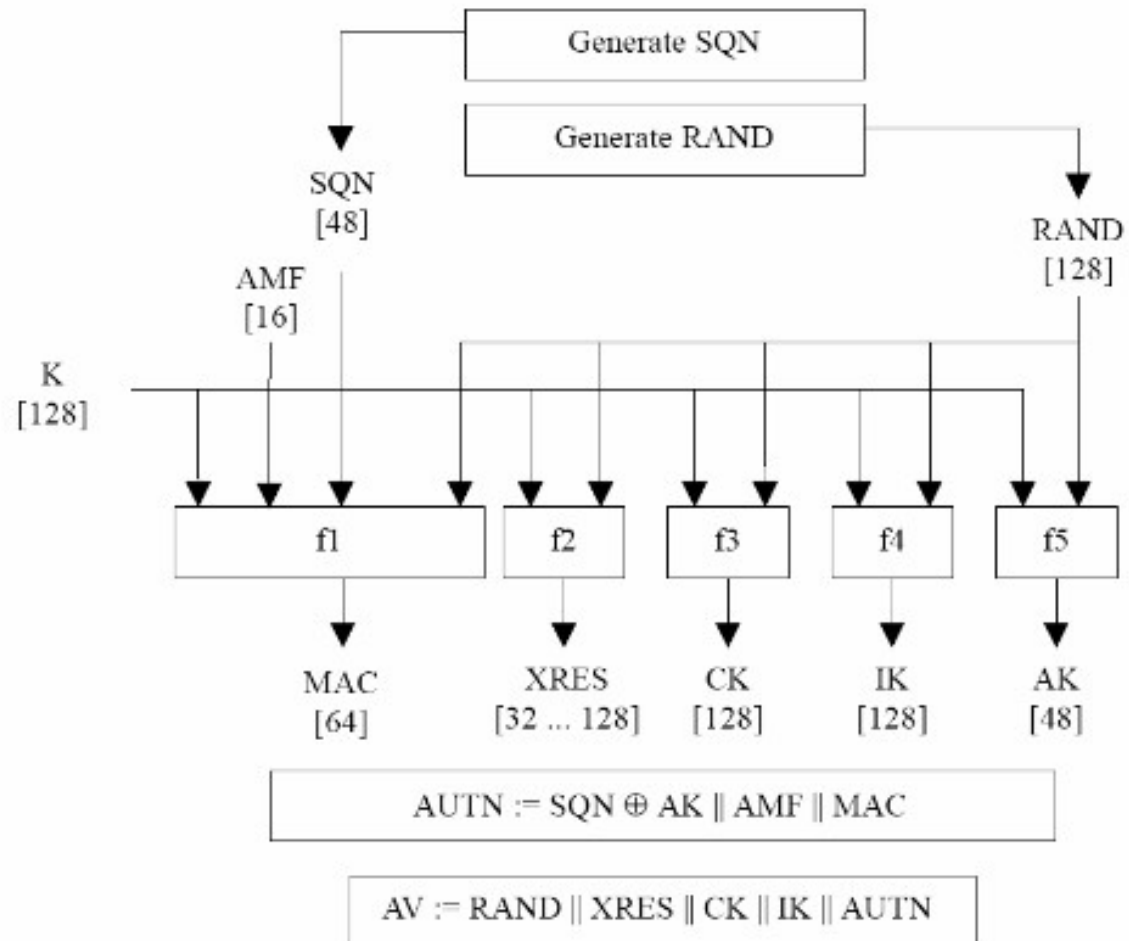 Generate SQN
Generate RAND
SQN
[48]
RAND
[128]
AMF
[16]
K
[128]
f1
f2
f3
f4
f5
MAC
[64]
XRES
[32 ... 128]
CK
[128]
IK
[128]
AK
[48]
AUTN := SQN ⊕ AK || AMF || MAC
AV := RAND || XRES || CK || IK || AUTN